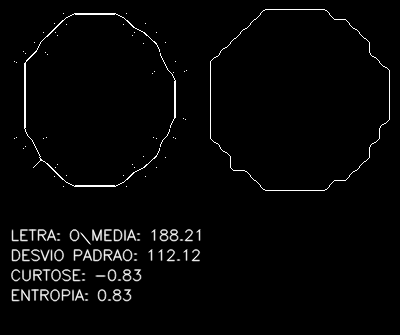 LETRA: O\MEDIA: 188.21
DESVIO PADRAO: 112.12
CURTOSE: -0.83
ENTROPIA: 0.83